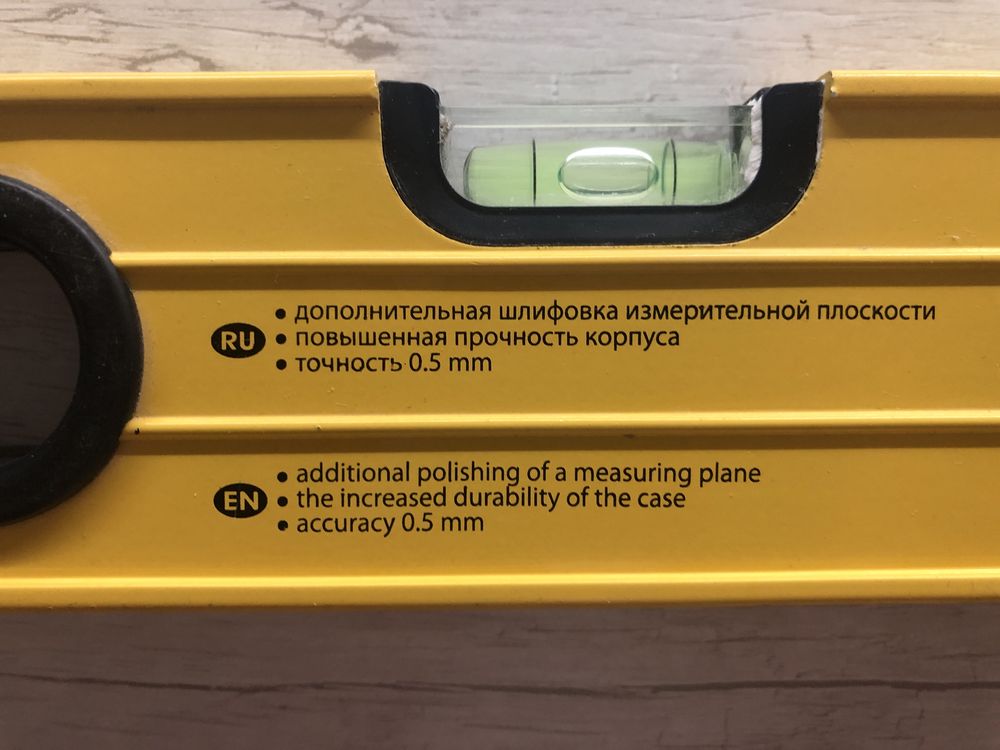 RU
• дополнительная шлифовка измерительной плоскости
• повышенная прочность корпуса
• точность 0.5 mm
EN
• additional polishing of a measuring plane
• the increased durability of the case
• accuracy 0.5 mm